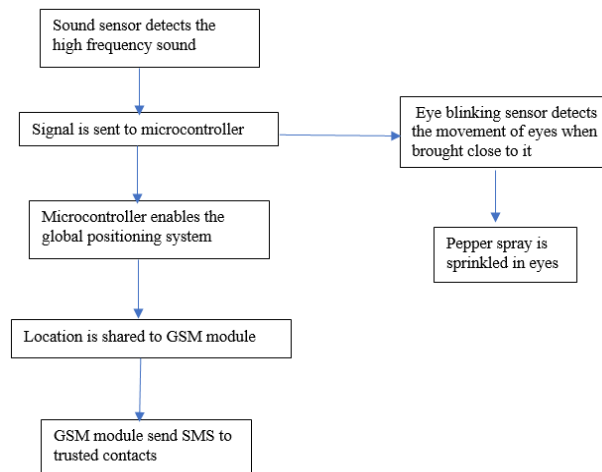 Sound sensor detects the
high frequency sound
Signal is sent to microcontroller
Eye blinking sensor detects
the movement of eyes when
brought close to it
Microcontroller enables the
global positioning system
Pepper spray is
sprinkled in eyes
Location is shared to GSM module
GSM module send SMS to
trusted contacts